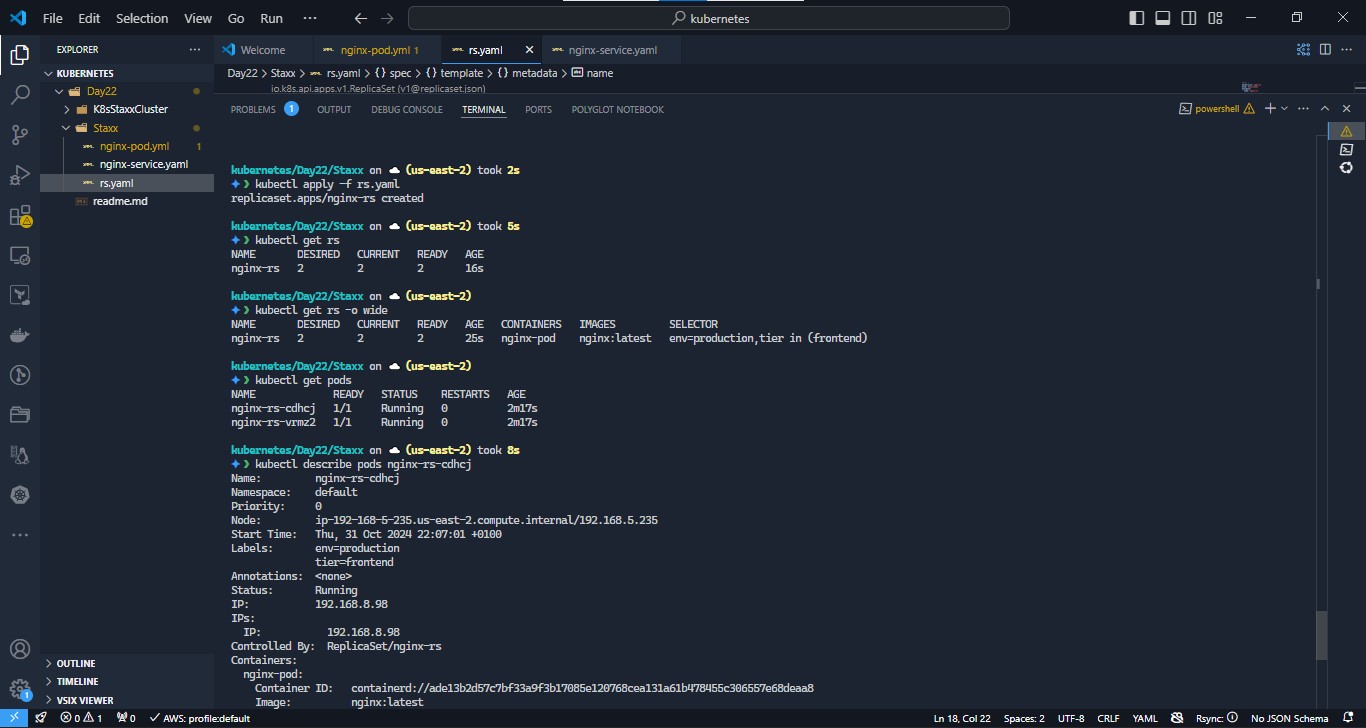 File Edit Selection View Go Run ··· ← → kubernetes
EXPLORER ···
KUBERNETES
Day22
K8sStaxxCluster
Staxx
nginx-pod.yml 1
nginx-service.yaml
rs.yaml
readme.md
OUTLINE
TIMELINE
VSIX VIEWER
Welcome nginx-pod.yml 1 rs.yaml nginx-service.yaml
Day22 > Staxx > rs.yaml > {} spec > {} template > {} metadata > name
io.k8s.api.apps.v1.ReplicaSet (v1@replicaset.json)
PROBLEMS 1 OUTPUT DEBUG CONSOLE TERMINAL PORTS POLYGLOT NOTEBOOK powershell
kubernetes/Day22/Staxx on (us-east-2) took 2s
❯ kubectl apply -f rs.yaml
replicaset.apps/nginx-rs created
kubernetes/Day22/Staxx on (us-east-2) took 5s
❯ kubectl get rs
NAME DESIRED CURRENT READY AGE
nginx-rs 2 2 2 16s
kubernetes/Day22/Staxx on (us-east-2)
❯ kubectl get rs -o wide
NAME DESIRED CURRENT READY AGE CONTAINERS IMAGES SELECTOR
nginx-rs 2 2 2 25s nginx-pod nginx:latest env=production,tier in (frontend)
kubernetes/Day22/Staxx on (us-east-2)
❯ kubectl get pods
NAME READY STATUS RESTARTS AGE
nginx-rs-cdhcj 1/1 Running 0 2m17s
nginx-rs-vrmz2 1/1 Running 0 2m17s
kubernetes/Day22/Staxx on (us-east-2) took 8s
❯ kubectl describe pods nginx-rs-cdhcj
Name: nginx-rs-cdhcj
Namespace: default
Priority: 0
Node: ip-192-168-5-235.us-east-2.compute.internal/192.168.5.235
Start Time: Thu, 31 Oct 2024 22:07:01 +0100
Labels: env=production
tier=frontend
Annotations: <none>
Status: Running
IP: 192.168.8.98
IPs:
IP: 192.168.8.98
Controlled By: ReplicaSet/nginx-rs
Containers:
nginx-pod:
Container ID: containerd://ade13b2d57c7bf33a9f3b17085e120768cea131a61b478455c306557e68deaa8
Image: nginx:latest
1
0 1 0 AWS: profile:default Ln 18, Col 22 Spaces: 2 UTF-8 CRLF YAML Rsync: No JSON Schema